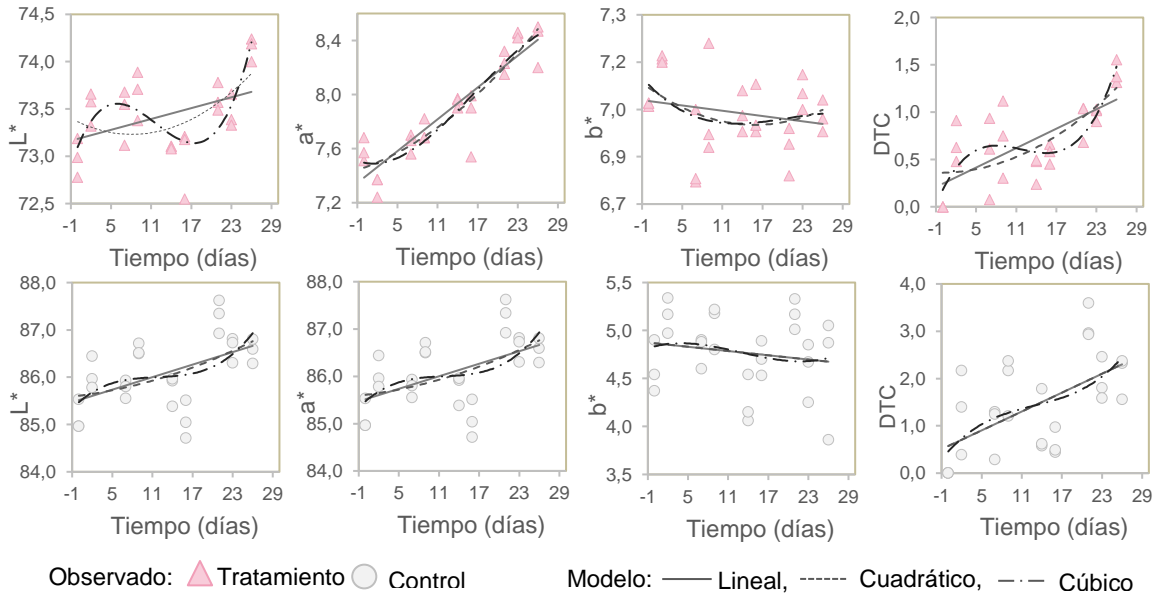 74,5
74,0
73,5
73,0
72,5
L*
-1 5 11 17 23 29
Tiempo (días)
8,4
8,0
7,6
7,2
a*
-1 5 11 17 23 29
Tiempo (días)
7,3
7,2
7,0
6,9
6,7
b*
-1 5 11 17 23 29
Tiempo (días)
2,0
1,5
1,0
0,5
0,0
DTC
-1 5 11 17 23 29
Tiempo (días)
88,0
87,0
86,0
85,0
84,0
L*
-1 5 11 17 23 29
Tiempo (días)
88,0
87,0
86,0
85,0
84,0
a*
-1 5 11 17 23 29
Tiempo (días)
5,5
5,0
4,5
4,0
3,5
b*
-1 5 11 17 23 29
Tiempo (días)
4,0
3,0
2,0
1,0
0,0
DTC
-1 5 11 17 23 29
Tiempo (días)
Observado: Tratamiento Control Modelo: Lineal, Cuadrático, Cúbico